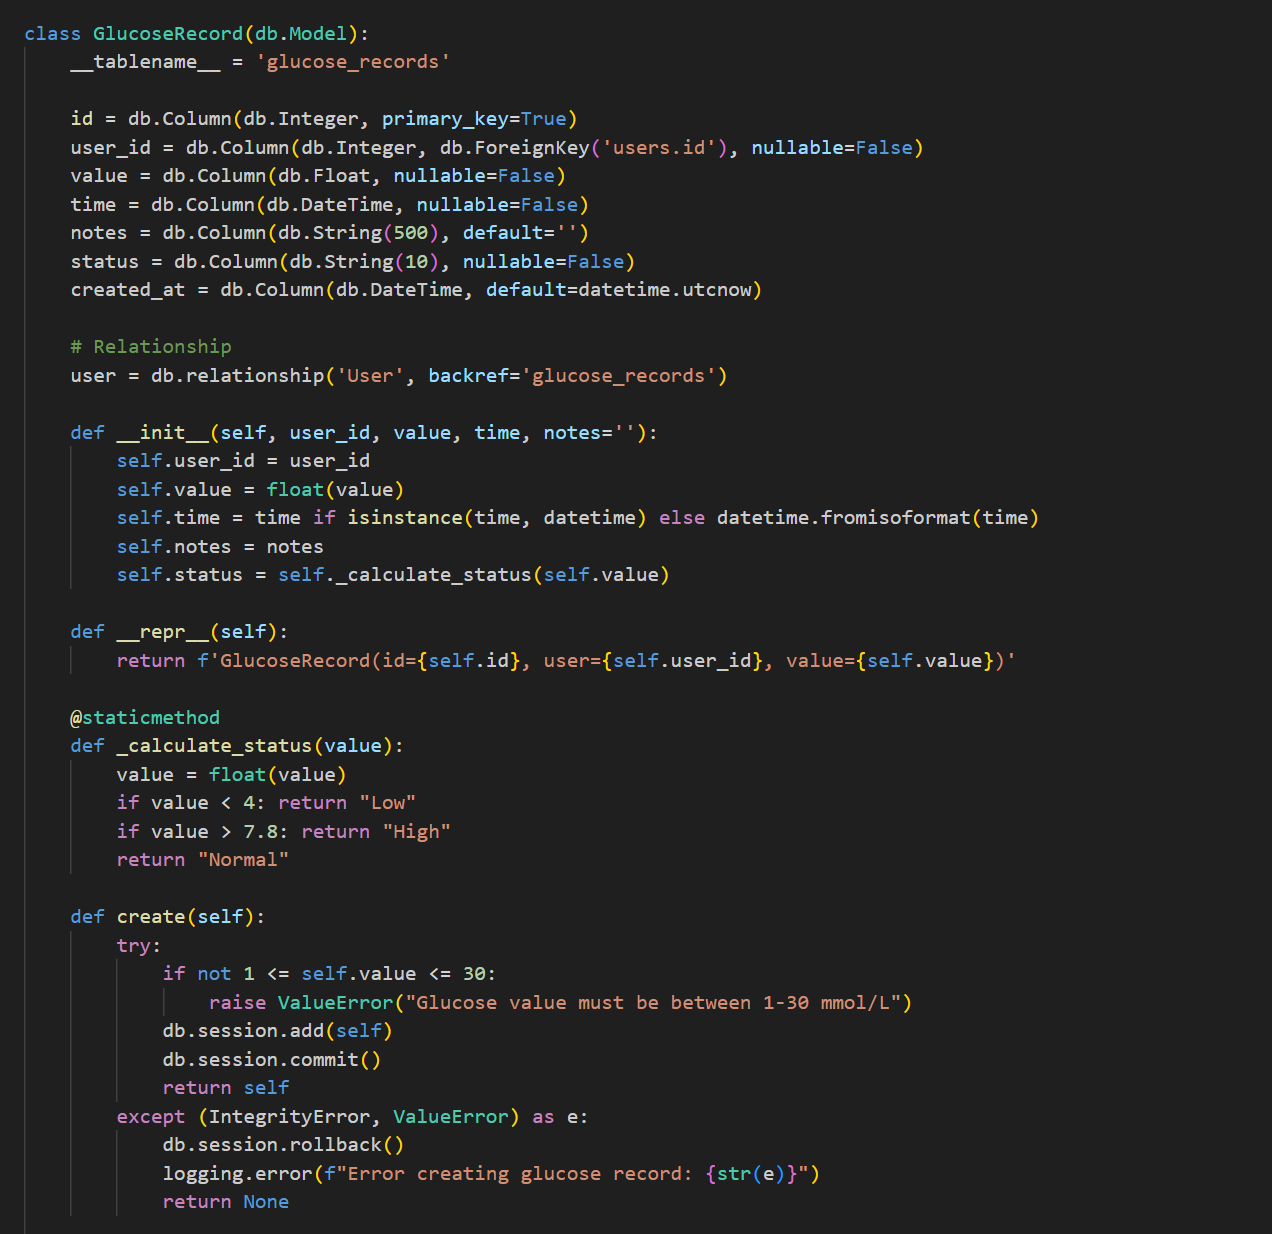 class GlucoseRecord(db.Model):
    __tablename__ = 'glucose_records'

    id = db.Column(db.Integer, primary_key=True)
    user_id = db.Column(db.Integer, db.ForeignKey('users.id'), nullable=False)
    value = db.Column(db.Float, nullable=False)
    time = db.Column(db.DateTime, nullable=False)
    notes = db.Column(db.String(500), default='')
    status = db.Column(db.String(10), nullable=False)
    created_at = db.Column(db.DateTime, default=datetime.utcnow)

    # Relationship
    user = db.relationship('User', backref='glucose_records')

    def __init__(self, user_id, value, time, notes=''):
        self.user_id = user_id
        self.value = float(value)
        self.time = time if isinstance(time, datetime) else datetime.fromisoformat(time)
        self.notes = notes
        self.status = self._calculate_status(self.value)

    def __repr__(self):
        return f'GlucoseRecord(id={self.id}, user={self.user_id}, value={self.value})'

    @staticmethod
    def _calculate_status(value):
        value = float(value)
        if value < 4: return "Low"
        if value > 7.8: return "High"
        return "Normal"

    def create(self):
        try:
            if not 1 <= self.value <= 30:
                raise ValueError("Glucose value must be between 1-30 mmol/L")
            db.session.add(self)
            db.session.commit()
            return self
        except (IntegrityError, ValueError) as e:
            db.session.rollback()
            logging.error(f"Error creating glucose record: {str(e)}")
            return None